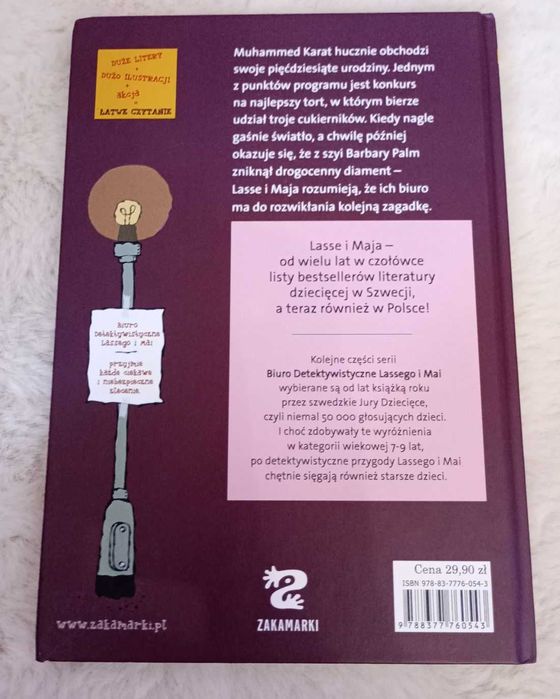 DUŻE LITERY
+
DUŻO ILUSTRACJI
+
akcja
=
ŁATWE CZYTANIE
Muhammed Karat hucznie obchodzi
swoje pięćdziesiąte urodziny. Jednym
z punktów programu jest konkurs
na najlepszy tort, w którym bierze
udział troje cukierników. Kiedy nagle
gaśnie światło, a chwilę później
okazuje się, że z szyi Barbary Palm
zniknął drogocenny diament –
Lasse i Maja rozumieją, że ich biuro
ma do rozwikłania kolejną zagadkę.
Lasse i Maja –
od wielu lat w czołówce
listy bestsellerów literatury
dziecięcej w Szwecji,
a teraz również w Polsce!
Kolejne części serii
Biuro Detektywistyczne Lassego i Mai
wybierane są od lat książką roku
przez szwedzkie Jury Dziecięce,
czyli niemal 50 000 głosujących dzieci.
I choć zdobywały te wyróżnienia
w kategorii wiekowej 7-9 lat,
po detektywistyczne przygody Lassego i Mai
chętnie sięgają również starsze dzieci.
Biuro
Detektywistyczne
Lassego i Mai
przyjmie
każde ciekawe
i niebezpieczne
zlecenie
www.zakamarki.pl
ZAKAMARKI
Cena 29,90 zł
ISBN 978-83-7776-054-3
9 788377 760543